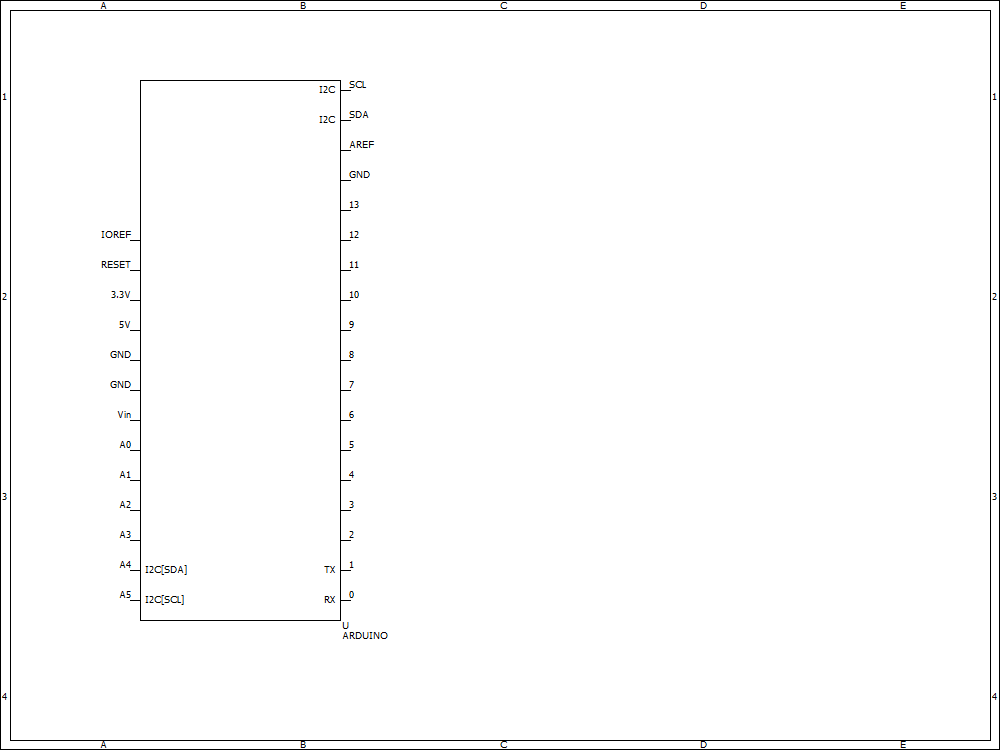 A B C D E
I2C SCL
1 1
I2C SDA
AREF
GND
13
IOREF 12
RESET 11
3.3V 10
2 2
5V 9
GND 8
GND 7
Vin 6
A0 5
A1 4
3 3
A2 3
A3 2
A4 I2C[SDA] TX 1
A5 I2C[SCL] RX 0
U
ARDUINO
4 4
A B C D E